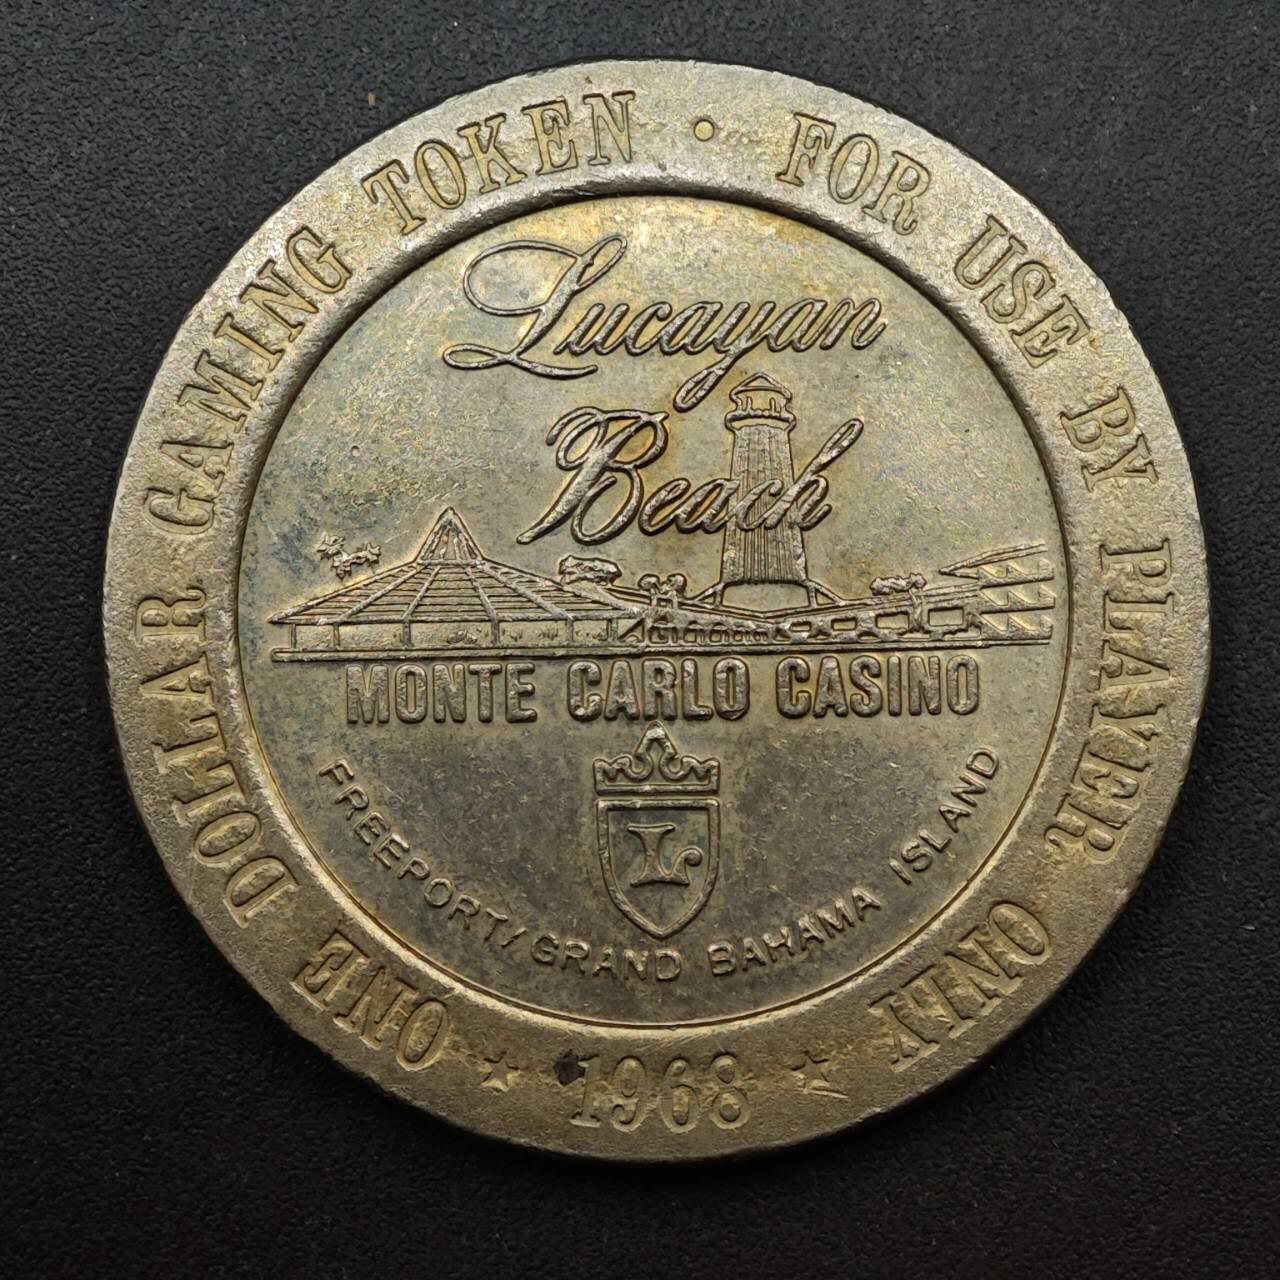 ONE DOLLAR GAMING TOKEN · FOR USE BY PLAYER ONLY
Lucayan
Beach
MONTE CARLO CASINO
L
FREEPORT/GRAND BAHAMA ISLAND
★ 1968 ★